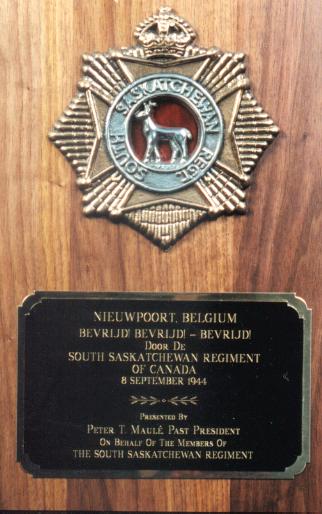 SOUTH SASKATCHEWAN REGT.
NIEUWPOORT, BELGIUM
BEVRIJD! BEVRIJD! - BEVRIJD!
DOOR DE
SOUTH SASKATCHEWAN REGIMENT
OF CANADA
8 SEPTEMBER 1944
PRESENTED BY
PETER T. MAULÉ, PAST PRESIDENT
ON BEHALF OF THE MEMBERS OF
THE SOUTH SASKATCHEWAN REGIMENT